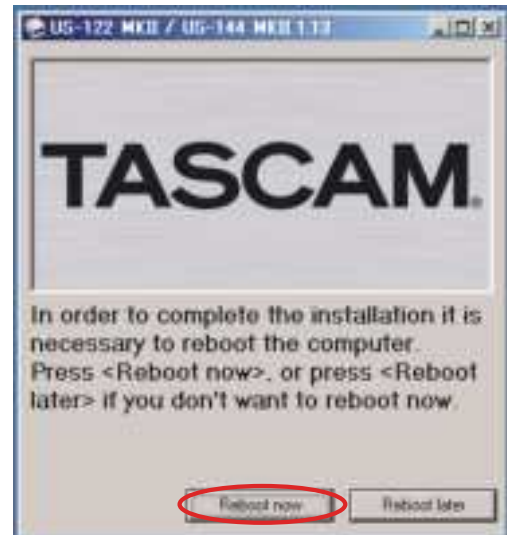 US-122 MKII / US-144 MKII 1.13
TASCAM.
In order to complete the installation it is
necessary to reboot the computer.
Press <Reboot now>, or press <Reboot
later> if you don't want to reboot now.
Reboot now
Reboot later